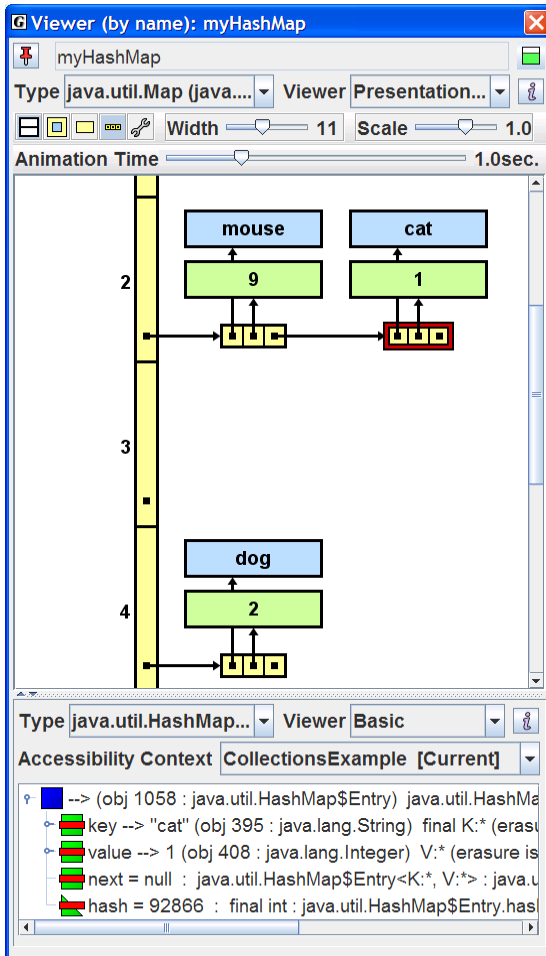 G Viewer (by name): myHashMap
myHashMap
Type java.util.Map (java.... Viewer Presentation... i
Width 11 Scale 1.0
Animation Time 1.0sec.
mouse cat
2 9 1
3
dog
4 2
Type java.util.HashMap... Viewer Basic i
Accessibility Context CollectionsExample [Current]
--> (obj 1058 : java.util.HashMap$Entry) java.util.HashMa
key --> "cat" (obj 395 : java.lang.String) final K:* (erasu
value --> 1 (obj 408 : java.lang.Integer) V:* (erasure is
next = null : java.util.HashMap$Entry<K:*, V:*> : java.u
hash = 92866 : final int : java.util.HashMap$Entry.hash